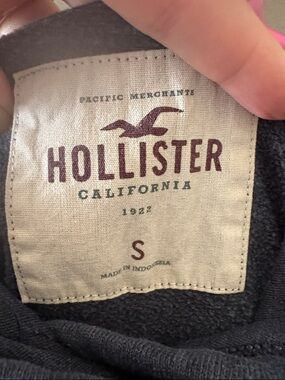 PACIFIC MERCHANTS
HOLLISTER
CALIFORNIA
1922
S
MADE IN INDONESIA